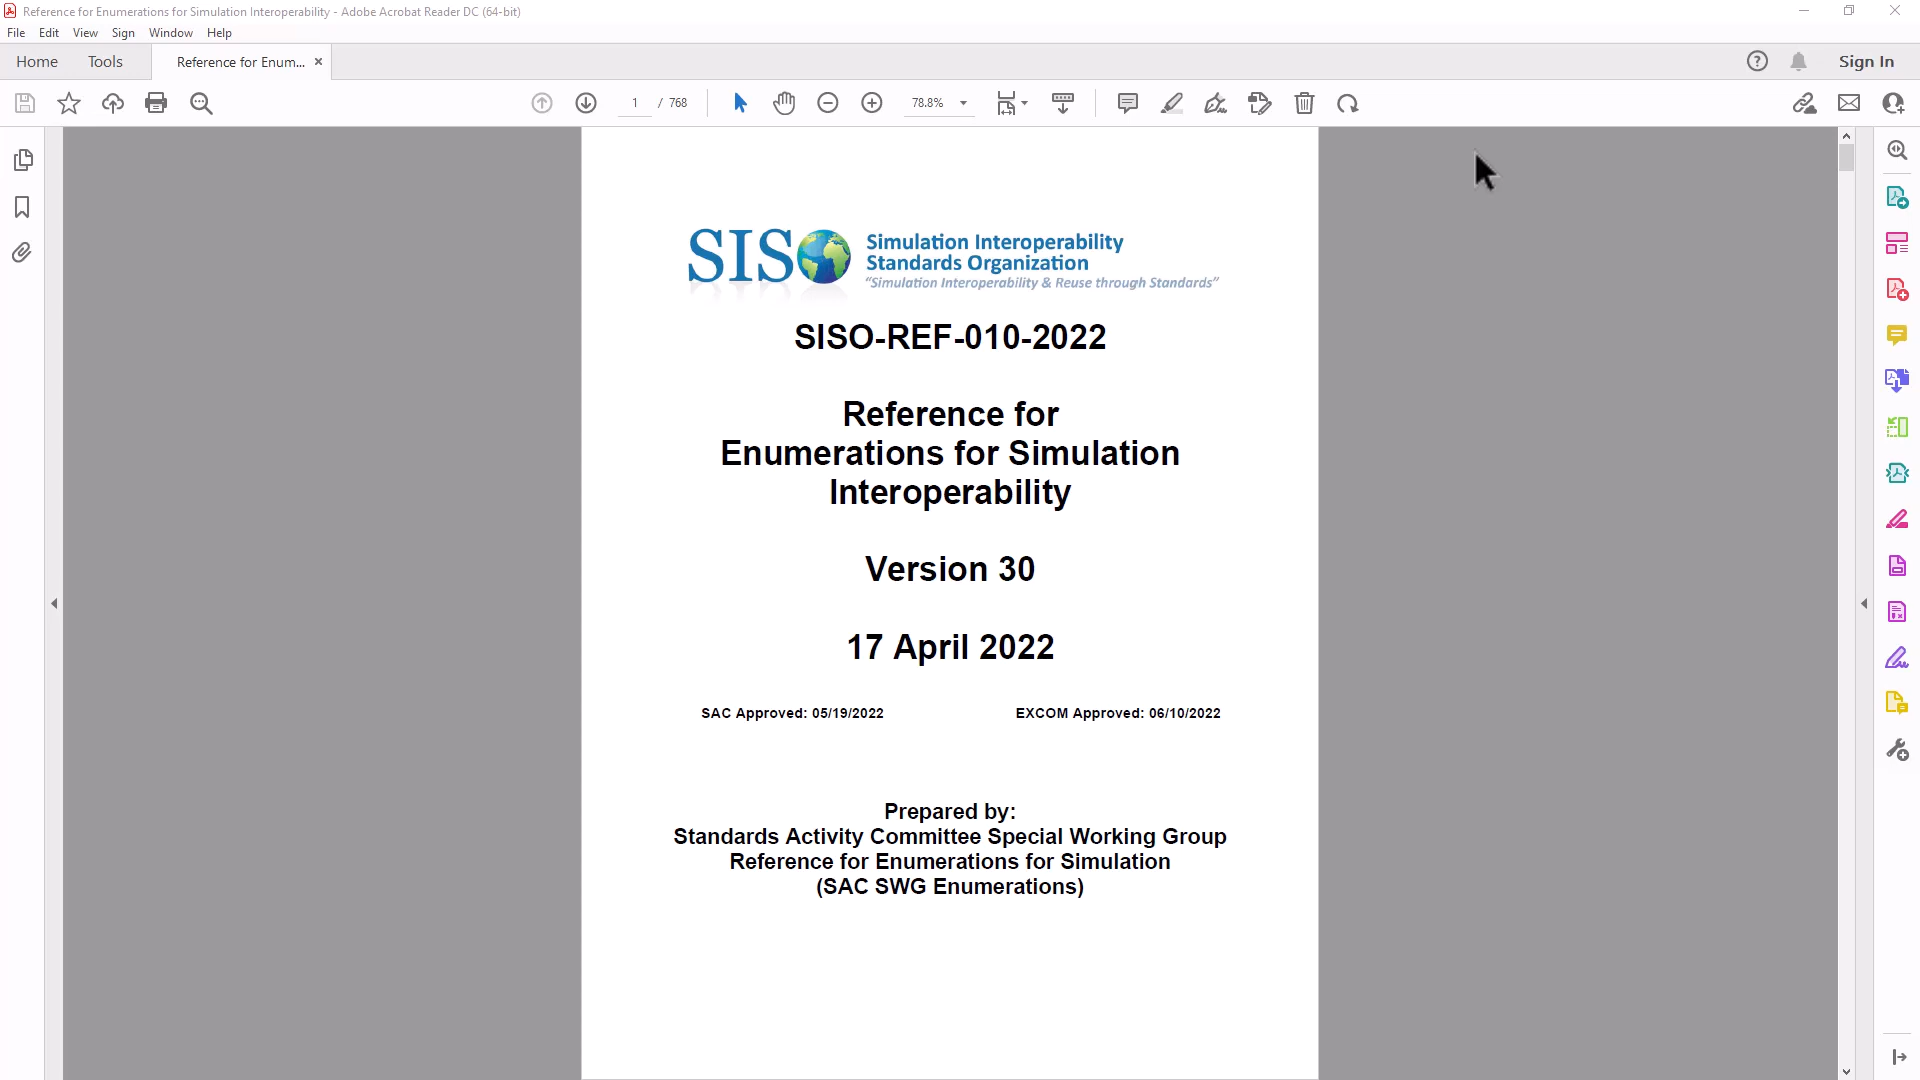 Reference for Enumerations for Simulation Interoperability - Adobe Acrobat Reader DC (64-bit)
File Edit View Sign Window Help
Home Tools Reference for Enum... × Sign In
1 / 768 78.8%
SISO Simulation Interoperability
Standards Organization
"Simulation Interoperability & Reuse through Standards"
SISO-REF-010-2022
Reference for
Enumerations for Simulation
Interoperability
Version 30
17 April 2022
SAC Approved: 05/19/2022 EXCOM Approved: 06/10/2022
Prepared by:
Standards Activity Committee Special Working Group
Reference for Enumerations for Simulation
(SAC SWG Enumerations)